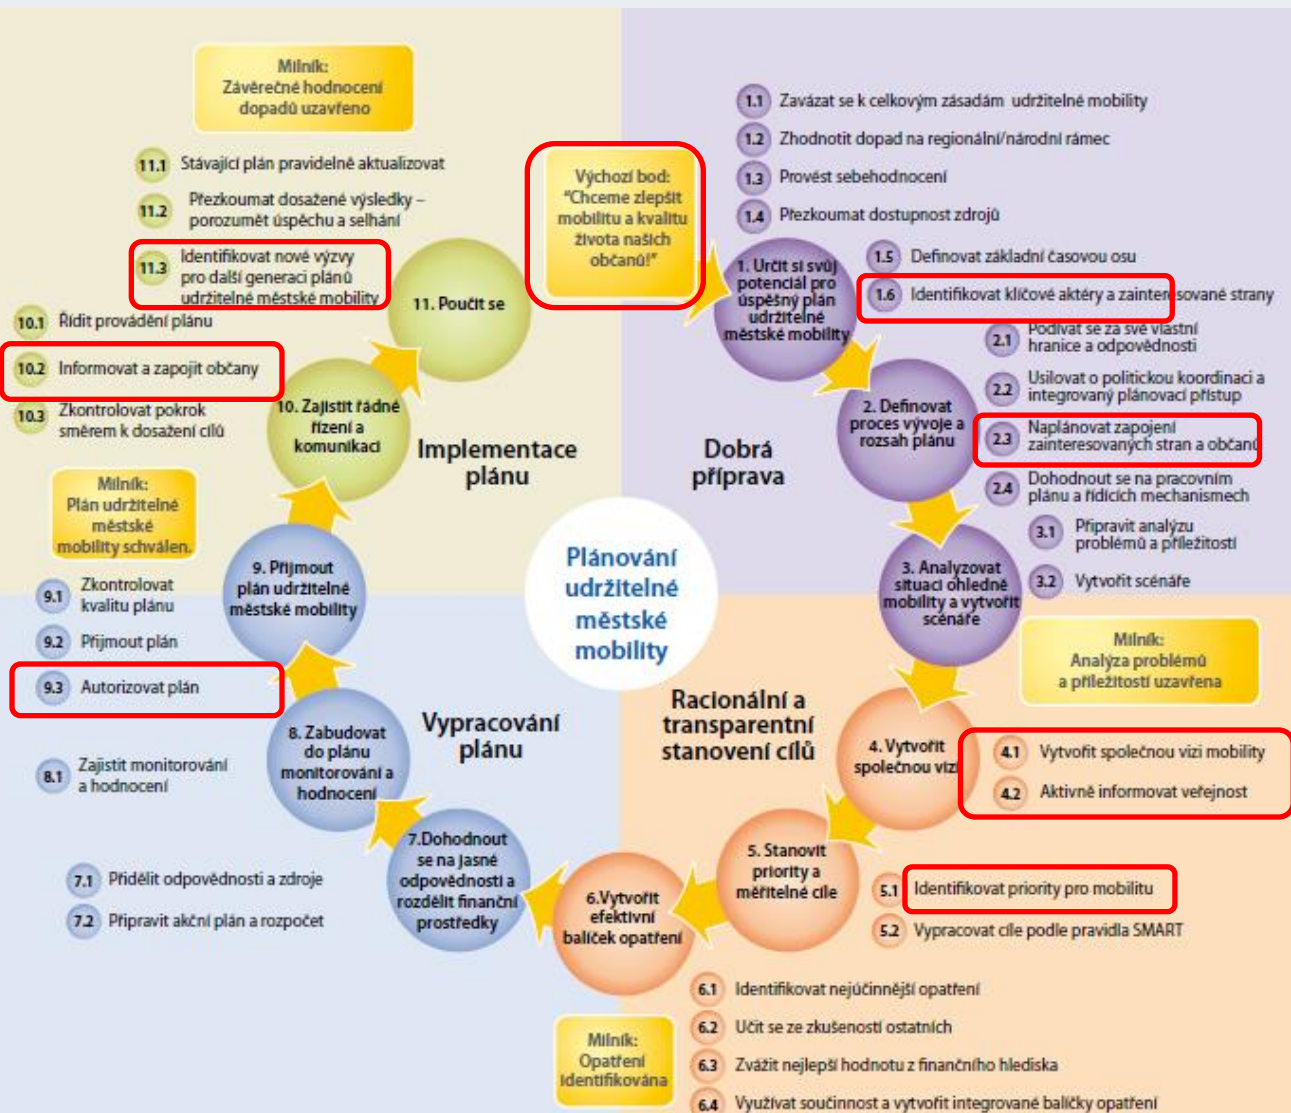 Milník:
Závěrečné hodnocení
dopadů uzavřeno
11.1 Stávající plán pravidelně aktualizovat
11.2 Přezkoumat dosažené výsledky –
porozumět úspěchu a selhání
11.3 Identifikovat nové výzvy
pro další generaci plánů
udržitelné městské mobility
11. Poučit se
Výchozí bod:
"Chceme zlepšit
mobilitu a kvalitu
života našich
občanů!"
1.1 Zavázat se k celkovým zásadám udržitelné mobility
1.2 Zhodnotit dopad na regionální/národní rámec
1.3 Provést sebehodnocení
1.4 Přezkoumat dostupnost zdrojů
1.5 Definovat základní časovou osu
1.6 Identifikovat klíčové aktéry a zainteresované strany
1. Určit si svůj
potenciál pro
úspěšný plán
udržitelné
městské mobility
2.1 Podívat se za své vlastní
hranice a odpovědnosti
2.2 Usilovat o politickou koordinaci a
integrovaný plánovací přístup
2.3 Naplánovat zapojení
zainteresovaných stran a občanů
2.4 Dohodnout se na pracovním
plánu a řídících mechanismech
2. Definovat
proces vývoje a
rozsah plánu
Dobrá
příprava
3.1 Připravit analýzu
problémů a příležitostí
3.2 Vytvořit scénáře
3. Analyzovat
situaci ohledně
mobility a vytvořit
scénáře
Milník:
Analýza problémů
a příležitostí uzavřena
10.1 Řídit provádění plánu
10.2 Informovat a zapojit občany
10.3 Zkontrolovat pokrok
směrem k dosažení cílů
10. Zajistit řádné
řízení a
komunikaci
Implementace
plánu
Milník:
Plán udržitelné
městské
mobility schválen.
Plánování
udržitelné
městské
mobility
9.1 Zkontrolovat
kvalitu plánu
9.2 Přijmout plán
9.3 Autorizovat plán
9. Přijmout
plán udržitelné
městské mobility
Racionální a
transparentní
stanovení cílů
4. Vytvořit
společnou vizi
4.1 Vytvořit společnou vizi mobility
4.2 Aktivně informovat veřejnost
Vypracování
plánu
8. Zabudovat
do plánu
monitorování a
hodnocení
8.1 Zajistit monitorování
a hodnocení
5. Stanovit
priority a
měřitelné cíle
5.1 Identifikovat priority pro mobilitu
5.2 Vypracovat cíle podle pravidla SMART
7.Dohodnout
se na jasné
odpovědnosti a
rozdělit finanční
prostředky
7.1 Přidělit odpovědnosti a zdroje
7.2 Připravit akční plán a rozpočet
6.Vytvořit
efektivní
balíček opatření
6.1 Identifikovat nejúčinnější opatření
6.2 Učit se ze zkušeností ostatních
6.3 Zvážit nejlepší hodnotu z finančního hlediska
6.4 Využívat součinnost a vytvořit integrované balíčky opatření
Milník:
Opatření
identifikována